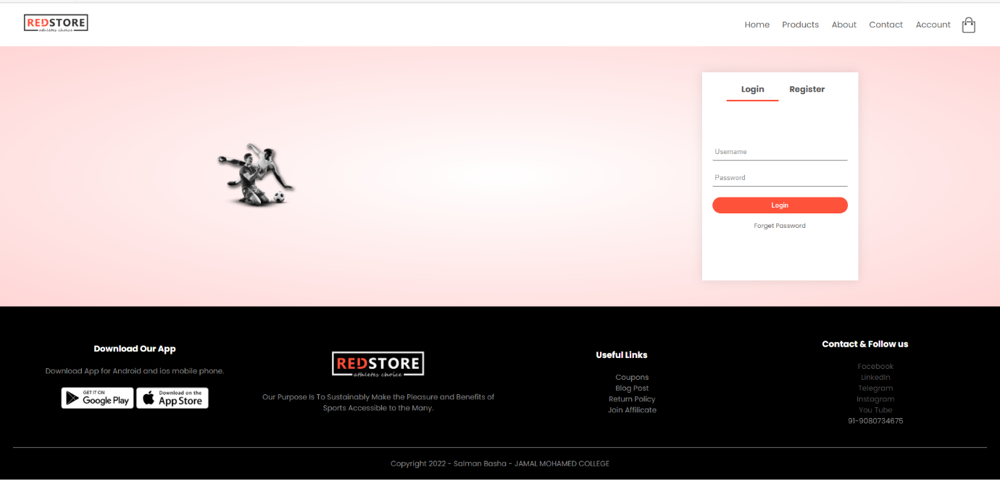 REDSTORE
athletes choice
Home Products About Contact Account
Login Register
Username
Password
Login
Forget Password
Download Our App
Download App for Android and ios mobile phone.
GET IT ON
Google Play
Download on the
App Store
REDSTORE
athletes choice
Our Purpose Is To Sustainably Make the Pleasure and Benefits of
Sports Accessible to the Many.
Useful Links
Coupons
Blog Post
Return Policy
Join Affilicate
Contact & Follow us
Facebook
LinkedIn
Telegram
Instagram
You Tube
91-9080734675
Copyright 2022 - Salman Basha - JAMAL MOHAMED COLLEGE